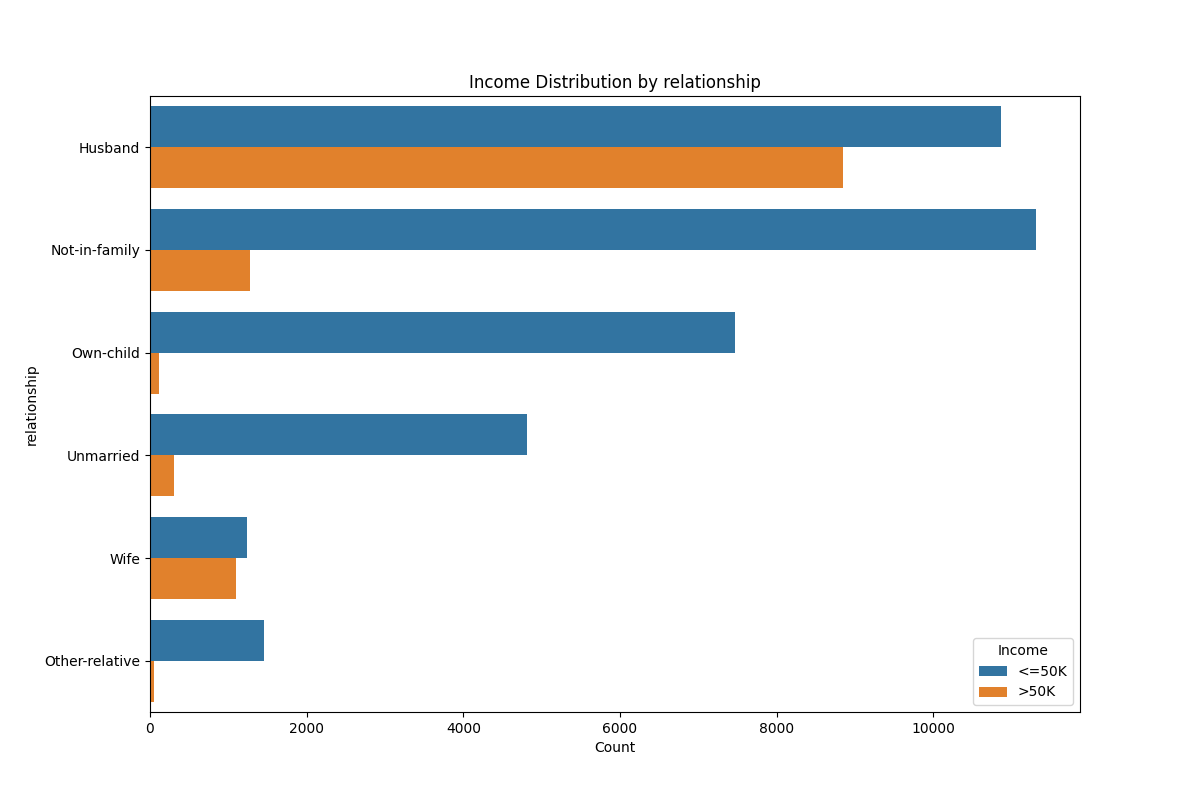 Income Distribution by relationship
Husband
Not-in-family
Own-child
Unmarried
Wife
Other-relative
relationship
0 2000 4000 6000 8000 10000
Count
Income
<=50K
>50K